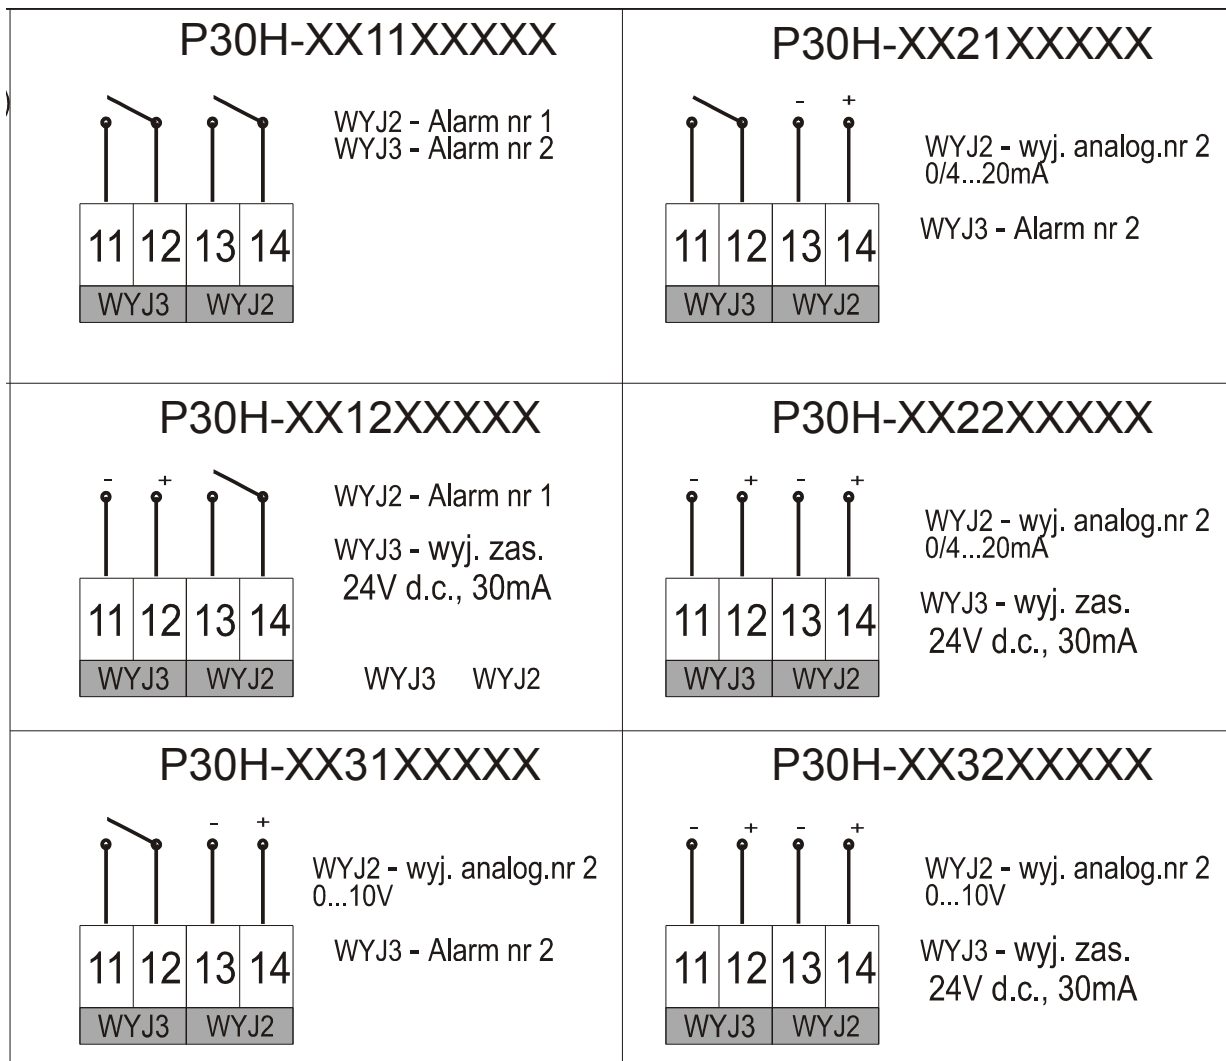 P30H-XX11XXXXX
WYJ2 - Alarm nr 1
WYJ3 - Alarm nr 2
11 12 13 14
WYJ3 WYJ2
P30H-XX21XXXXX
- +
WYJ2 - wyj. analog.nr 2
0/4...20mA
WYJ3 - Alarm nr 2
11 12 13 14
WYJ3 WYJ2
P30H-XX12XXXXX
- +
WYJ2 - Alarm nr 1
WYJ3 - wyj. zas.
24V d.c., 30mA
11 12 13 14
WYJ3 WYJ2
WYJ3 WYJ2
P30H-XX22XXXXX
- + - +
WYJ2 - wyj. analog.nr 2
0/4...20mA
WYJ3 - wyj. zas.
24V d.c., 30mA
11 12 13 14
WYJ3 WYJ2
P30H-XX31XXXXX
- +
WYJ2 - wyj. analog.nr 2
0...10V
WYJ3 - Alarm nr 2
11 12 13 14
WYJ3 WYJ2
P30H-XX32XXXXX
- + - +
WYJ2 - wyj. analog.nr 2
0...10V
WYJ3 - wyj. zas.
24V d.c., 30mA
11 12 13 14
WYJ3 WYJ2